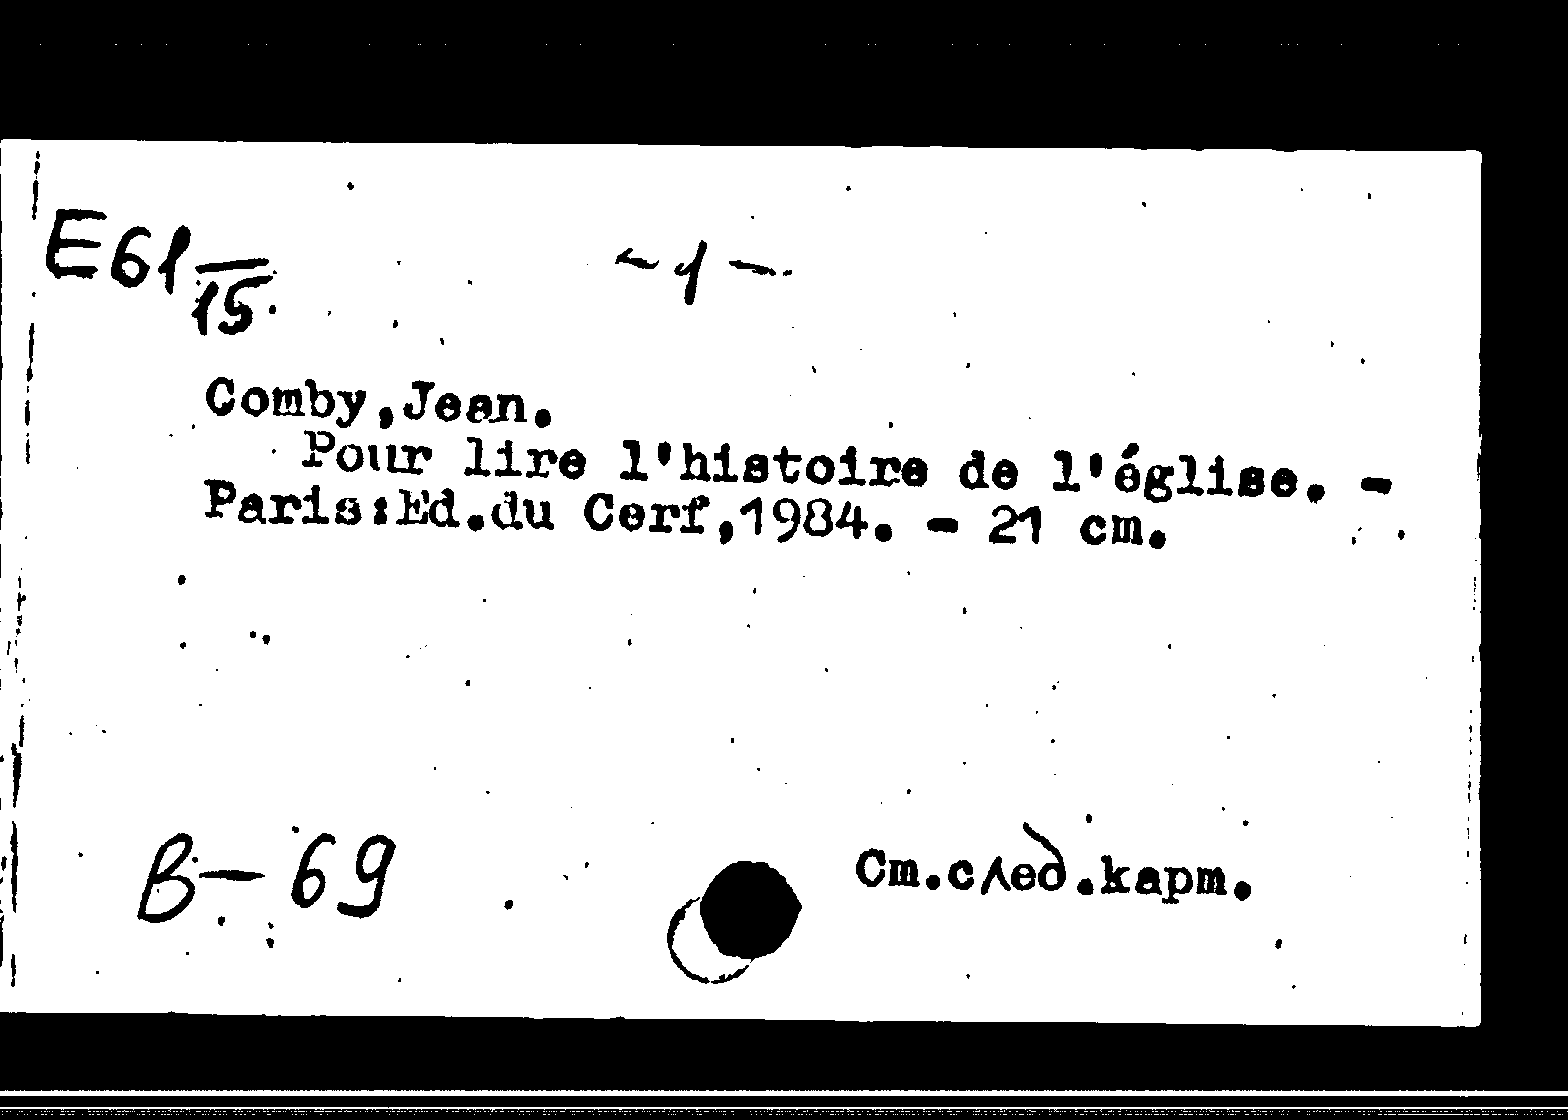 E61
15
- 1 -
Comby,Jean.
Pour lire l'histoire de l'église. -
Paris:Ed.du Cerf,1984. - 21 cm.
B- 69
Cm.след.карт.